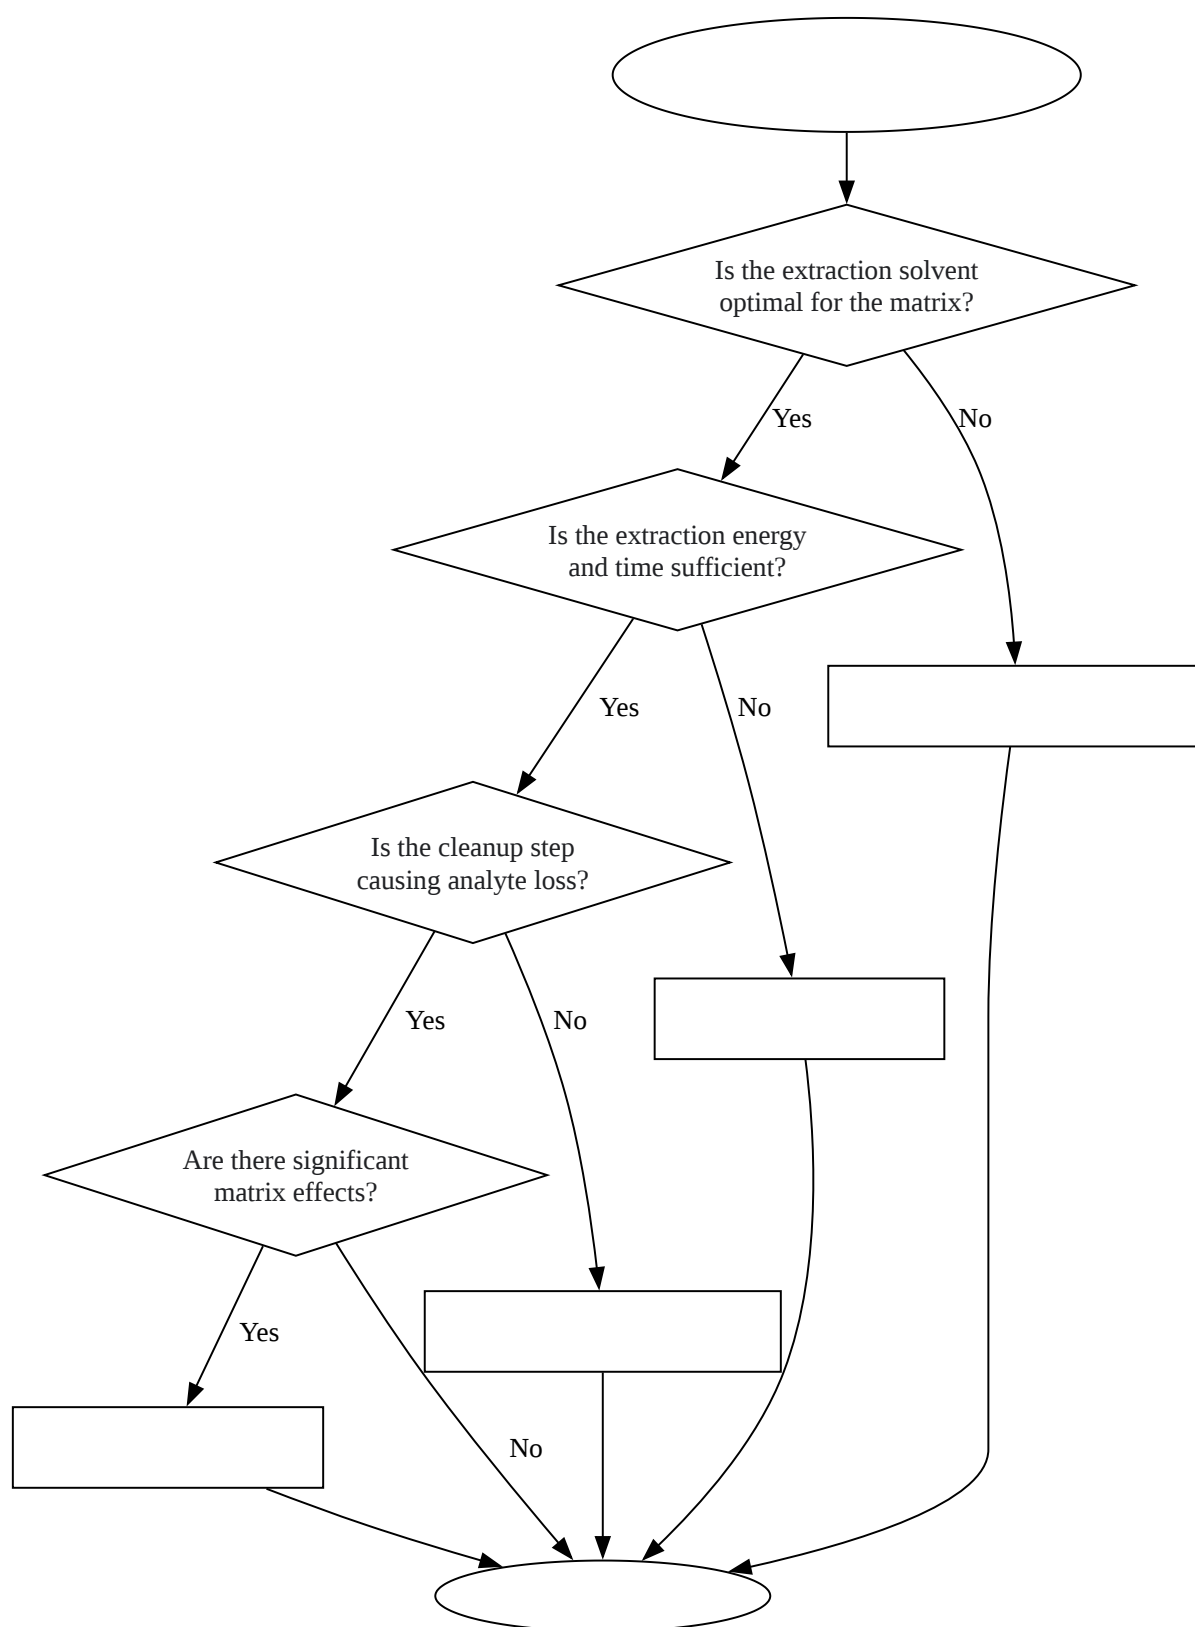 Is the extraction solvent
optimal for the matrix?
Yes
No
Is the extraction energy
and time sufficient?
Yes
No
Is the cleanup step
causing analyte loss?
Yes
No
Are there significant
matrix effects?
Yes
No